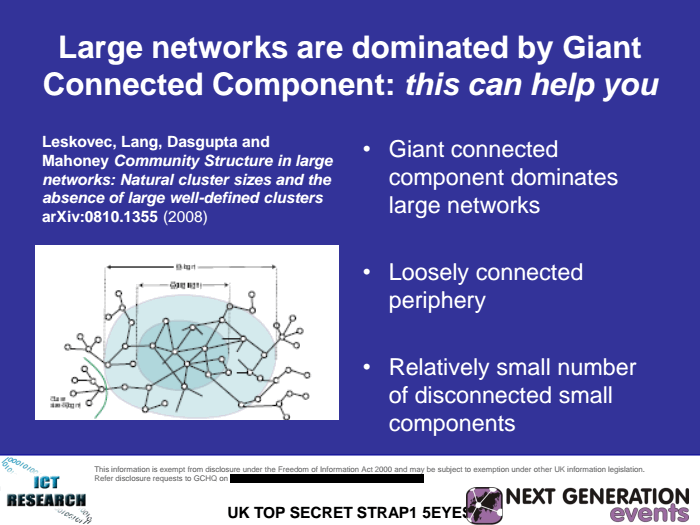 Large networks are dominated by Giant
Connected Component: this can help you
Leskovec, Lang, Dasgupta and
Mahoney Community Structure in large
networks: Natural cluster sizes and the
absence of large well-defined clusters
arXiv:0810.1355 (2008)
• Giant connected
component dominates
large networks
• Loosely connected
periphery
• Relatively small number
of disconnected small
components
This information is exempt from disclosure under the Freedom of Information Act 2000 and may be subject to exemption under other UK information legislation.
Refer disclosure requests to GCHQ on
ICT
RESEARCH
UK TOP SECRET STRAP1 5EYES
NEXT GENERATION
events